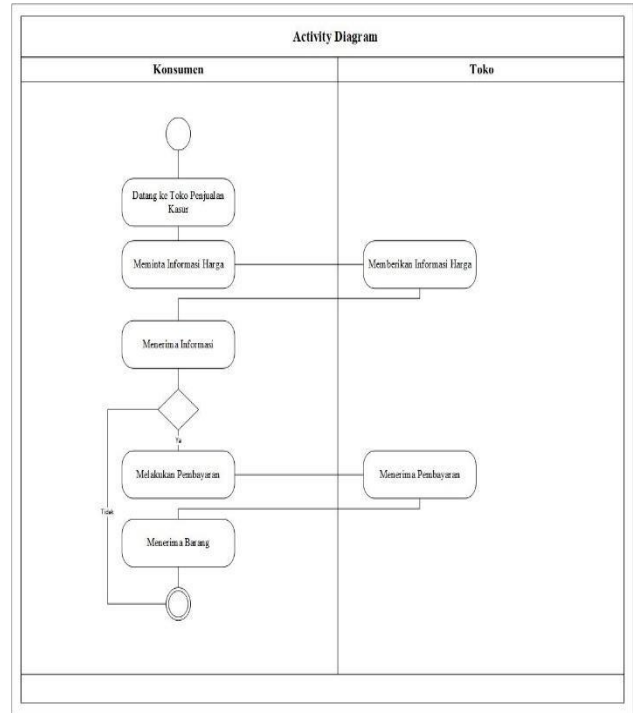 Activity Diagram
Konsumen
Toko
Datang ke Toko Penjualan
Kasur
Meminta Informasi Harga
Memberikan Informasi Harga
Menerima Informasi
Ya
Melakukan Pembayaran
Menerima Pembayaran
Tidak
Menerima Barang